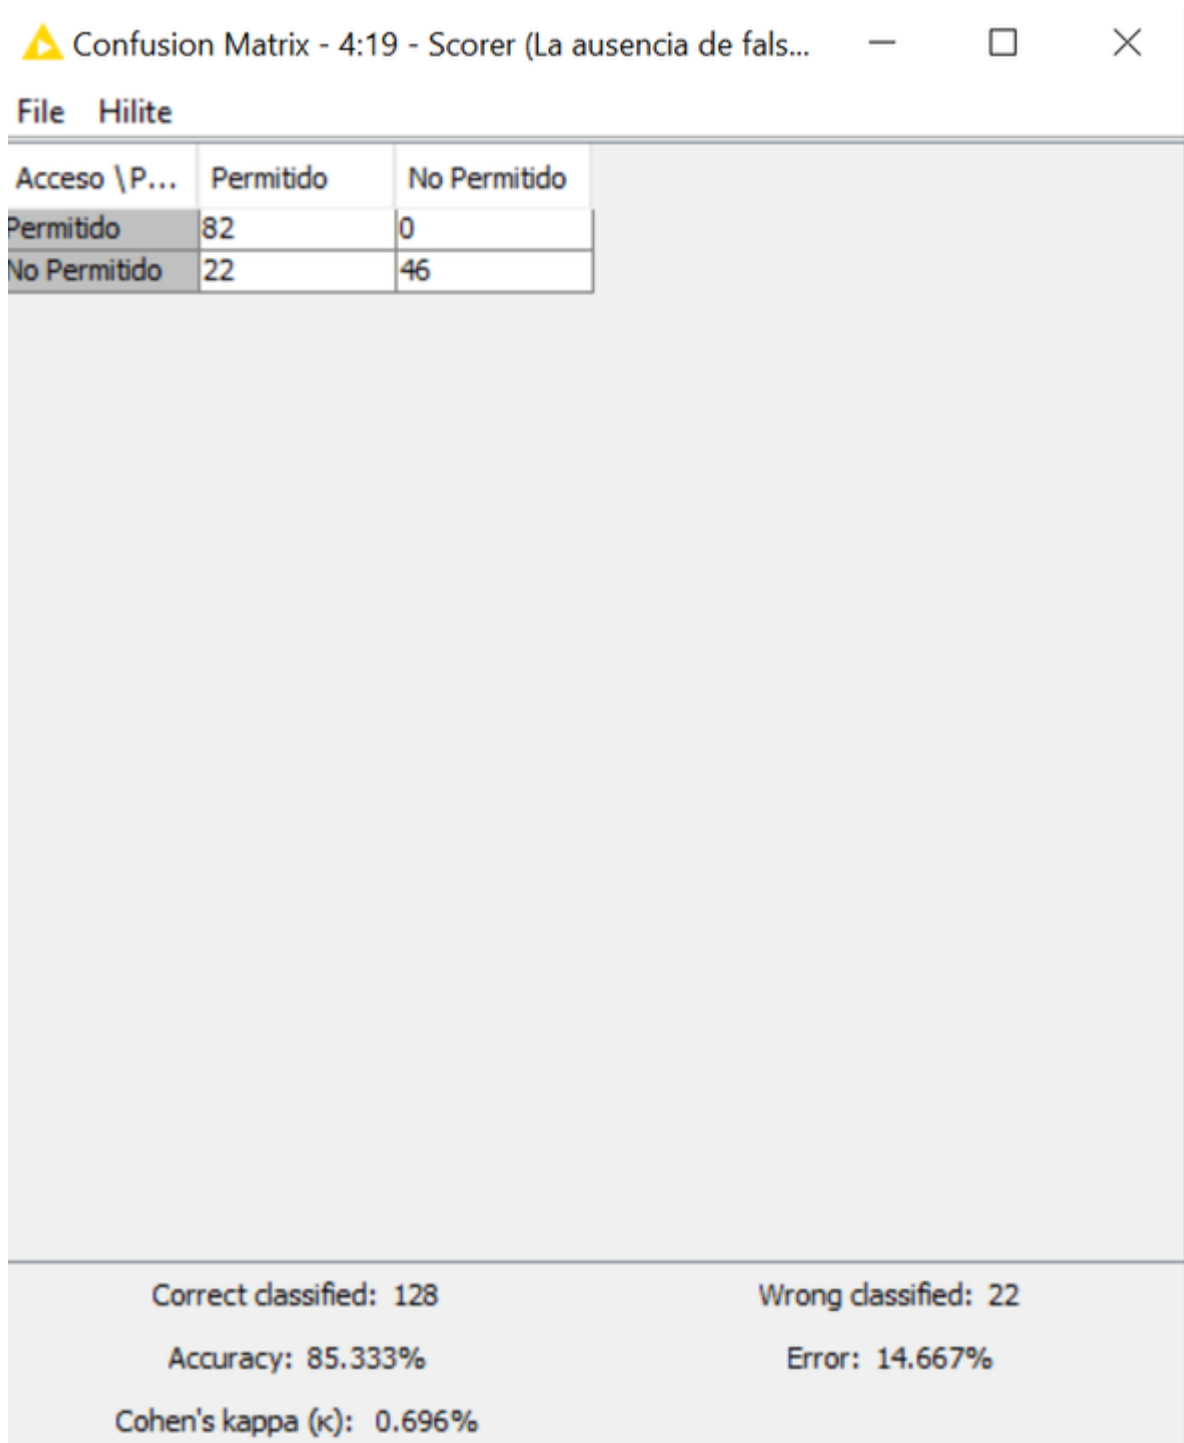 Confusion Matrix - 4:19 - Scorer (La ausencia de fals...
File Hilite
Acceso \ P... Permitido No Permitido
Permitido 82 0
No Permitido 22 46
Correct classified: 128 Wrong classified: 22
Accuracy: 85.333% Error: 14.667%
Cohen's kappa (κ): 0.696%